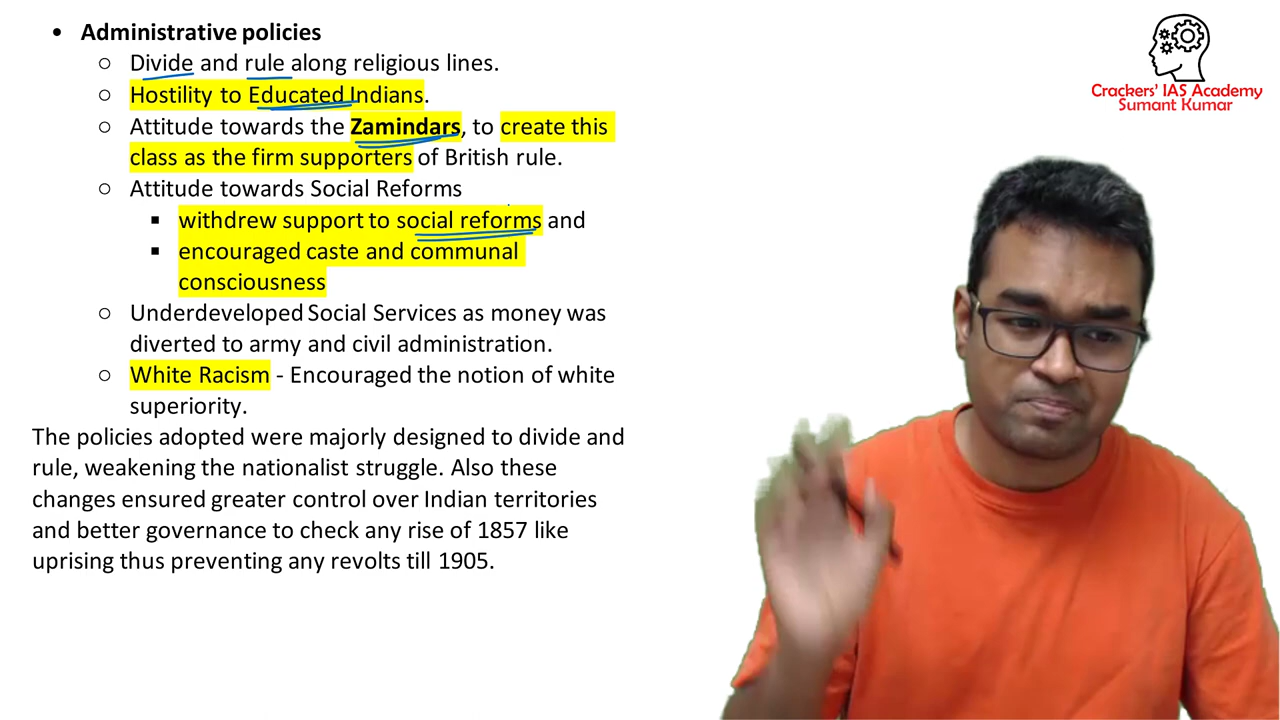 • Administrative policies
○ Divide and rule along religious lines.
○ Hostility to Educated Indians.
○ Attitude towards the Zamindars, to create this
class as the firm supporters of British rule.
○ Attitude towards Social Reforms
▪ withdrew support to social reforms and
▪ encouraged caste and communal
consciousness
○ Underdeveloped Social Services as money was
diverted to army and civil administration.
○ White Racism - Encouraged the notion of white
superiority.
The policies adopted were majorly designed to divide and
rule, weakening the nationalist struggle. Also these
changes ensured greater control over Indian territories
and better governance to check any rise of 1857 like
uprising thus preventing any revolts till 1905.
Crackers' IAS Academy
Sumant Kumar